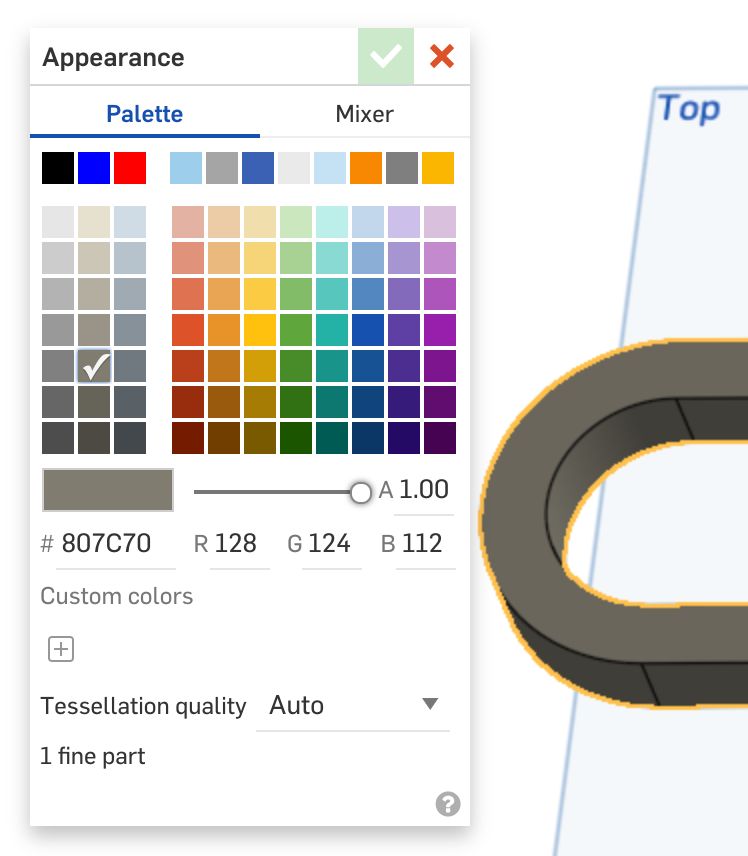 Appearance
Palette Mixer
Top
A 1.00
# 807C70 R 128 G 124 B 112
Custom colors
Tessellation quality Auto
1 fine part